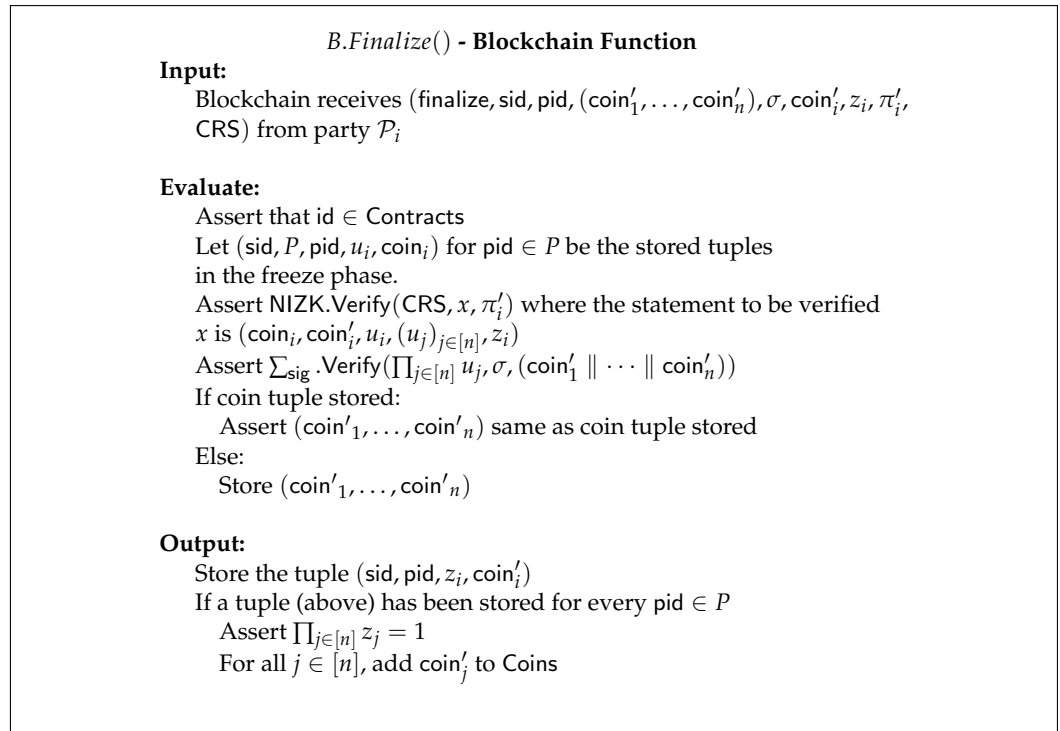 B.Finalize() - Blockchain Function
Input:
Blockchain receives (finalize, sid, pid, (coin′₁, . . . , coin′ₙ), σ, coin′ᵢ, zᵢ, π′ᵢ,
CRS) from party 𝒫ᵢ
Evaluate:
Assert that id ∈ Contracts
Let (sid, P, pid, uᵢ, coinᵢ) for pid ∈ P be the stored tuples
in the freeze phase.
Assert NIZK.Verify(CRS, x, π′ᵢ) where the statement to be verified
x is (coinᵢ, coin′ᵢ, uᵢ, (uⱼ)ⱼ∈[n], zᵢ)
Assert ∑sig .Verify(∏ⱼ∈[n] uⱼ, σ, (coin′₁ ∥ · · · ∥ coin′ₙ))
If coin tuple stored:
Assert (coin′₁, . . . , coin′ₙ) same as coin tuple stored
Else:
Store (coin′₁, . . . , coin′ₙ)
Output:
Store the tuple (sid, pid, zᵢ, coin′ᵢ)
If a tuple (above) has been stored for every pid ∈ P
Assert ∏ⱼ∈[n] zⱼ = 1
For all j ∈ [n], add coin′ⱼ to Coins